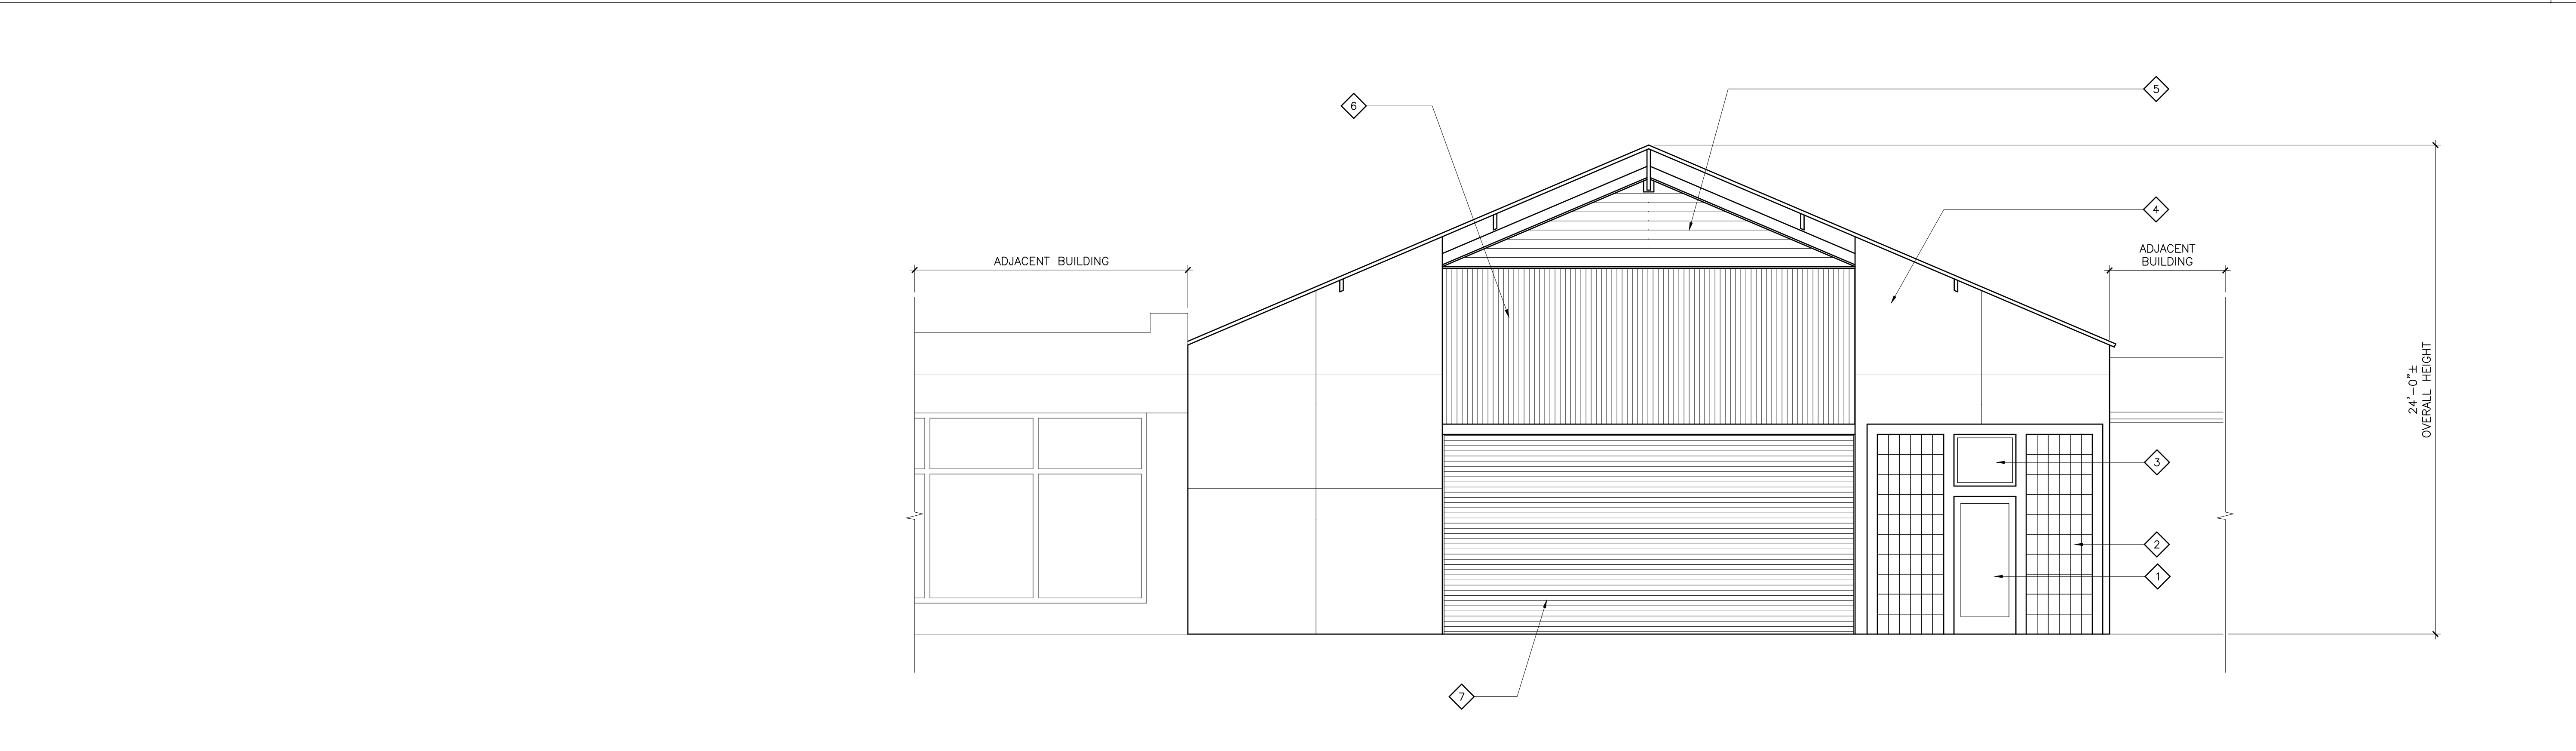 5
6
4
ADJACENT BUILDING
ADJACENT
BUILDING
24'-0"±
OVERALL HEIGHT
3
2
1
7